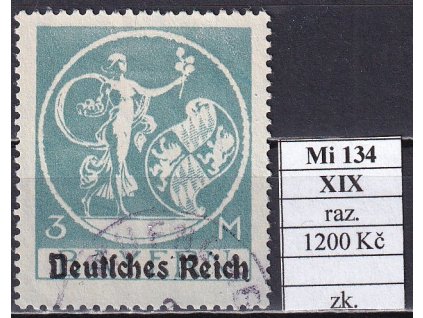 3 M
Deutſches Reich
Mi 134
XIX
raz.
1200 Kč
zk.